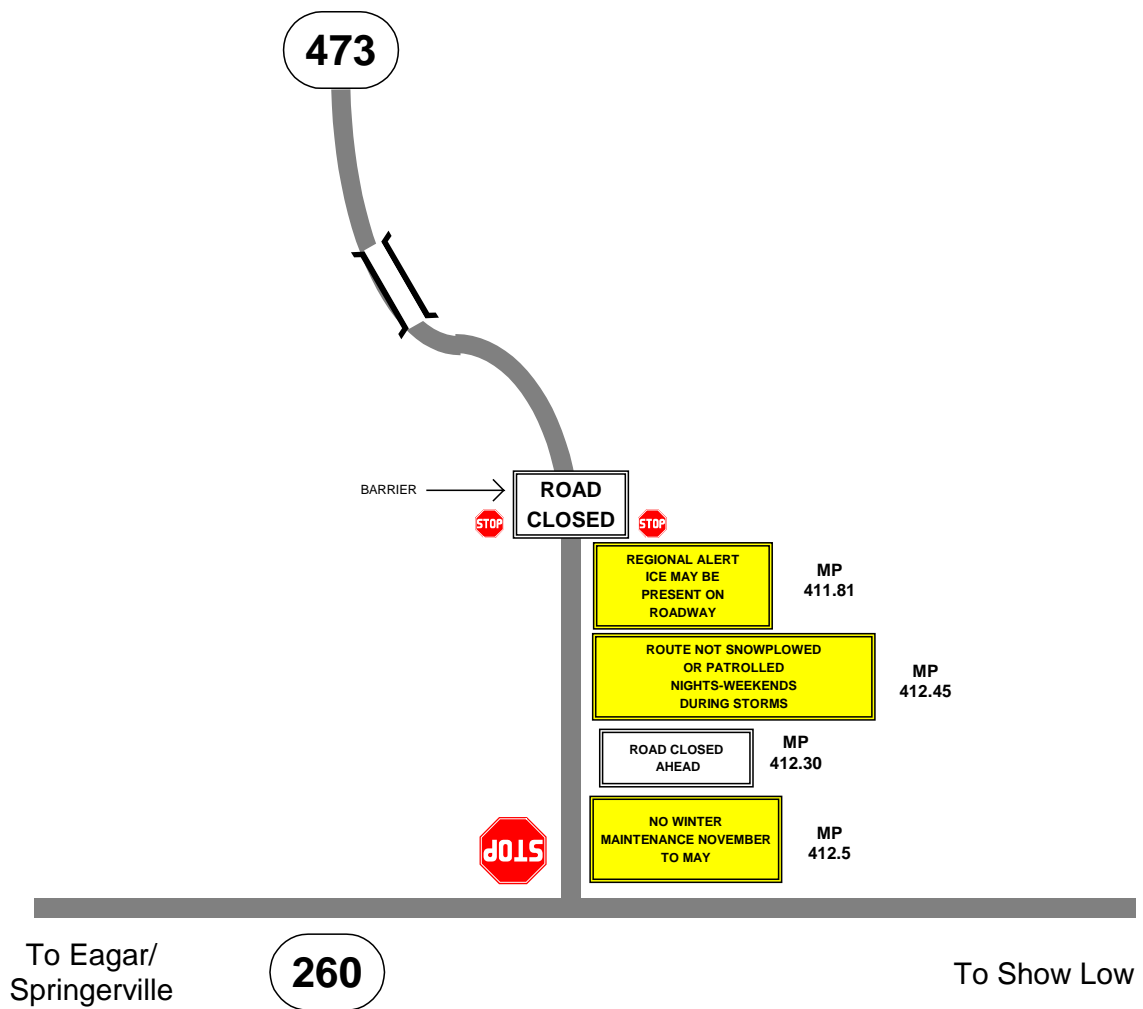 473
BARRIER
ROAD
CLOSED
STOP
STOP
REGIONAL ALERT
ICE MAY BE
PRESENT ON
ROADWAY
MP
411.81
ROUTE NOT SNOWPLOWED
OR PATROLLED
NIGHTS-WEEKENDS
DURING STORMS
MP
412.45
ROAD CLOSED
AHEAD
MP
412.30
STOP
NO WINTER
MAINTENANCE NOVEMBER
TO MAY
MP
412.5
To Eagar/
Springerville
260
To Show Low